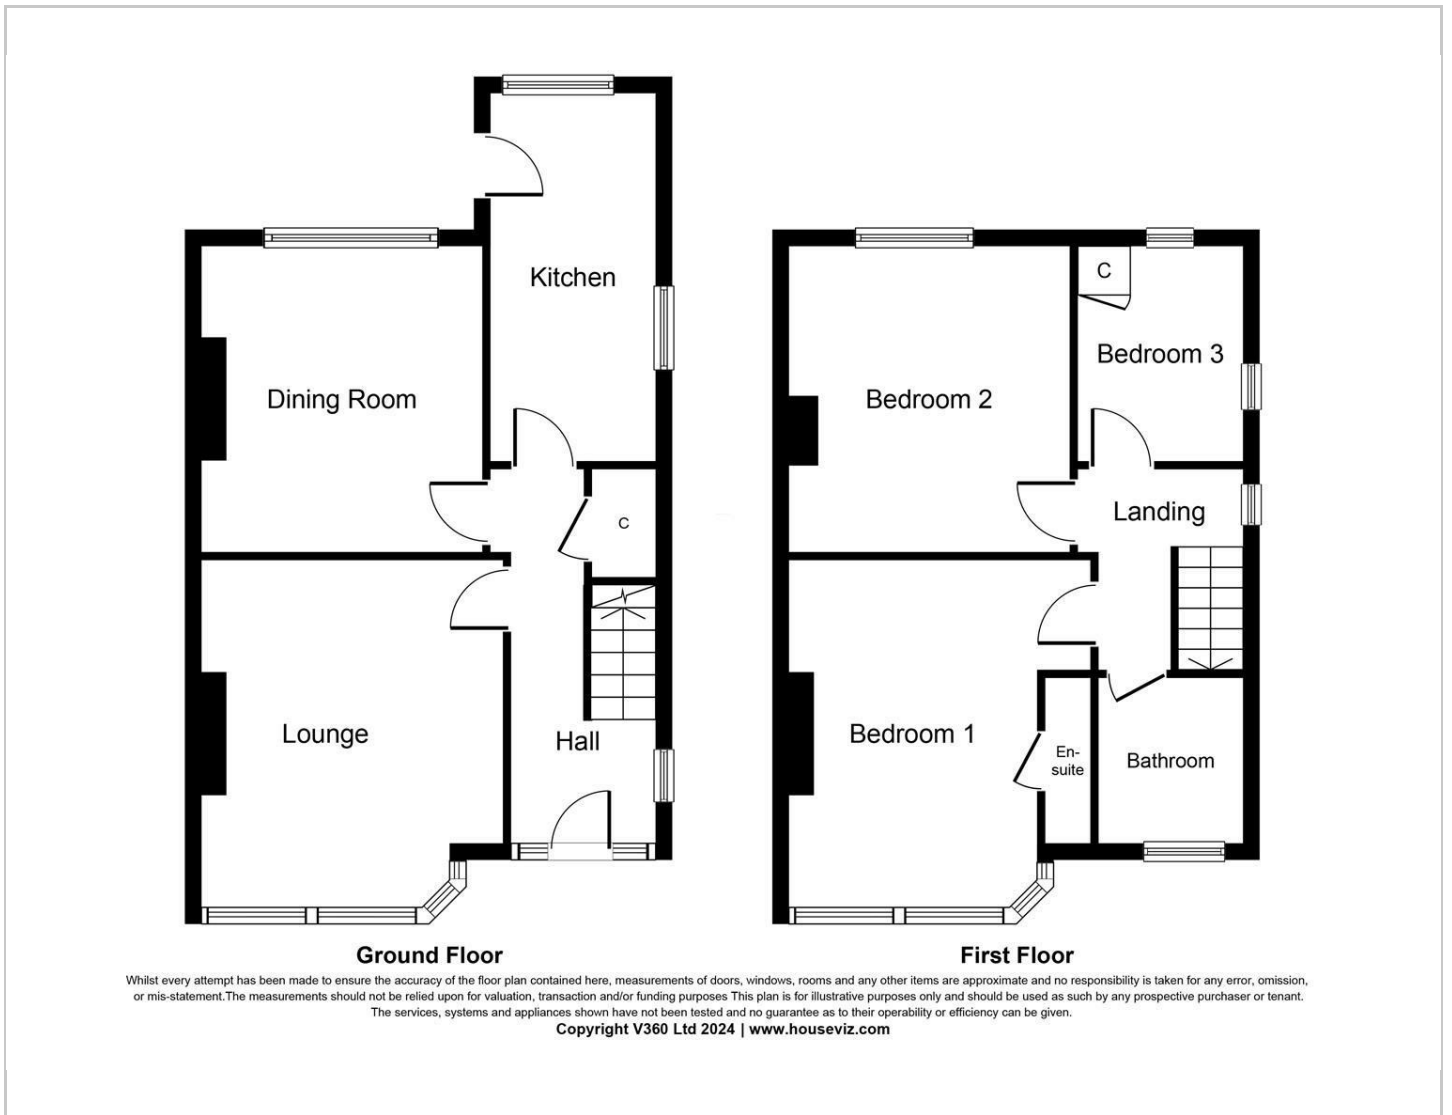 Kitchen
Dining Room
C
Lounge
Hall
C
Bedroom 3
Bedroom 2
Landing
Bedroom 1
En-
suite
Bathroom
Ground Floor
First Floor
Whilst every attempt has been made to ensure the accuracy of the floor plan contained here, measurements of doors, windows, rooms and any other items are approximate and no responsibility is taken for any error, omission,
or mis-statement.The measurements should not be relied upon for valuation, transaction and/or funding purposes This plan is for illustrative purposes only and should be used as such by any prospective purchaser or tenant.
The services, systems and appliances shown have not been tested and no guarantee as to their operability or efficiency can be given.
Copyright V360 Ltd 2024 | www.houseviz.com